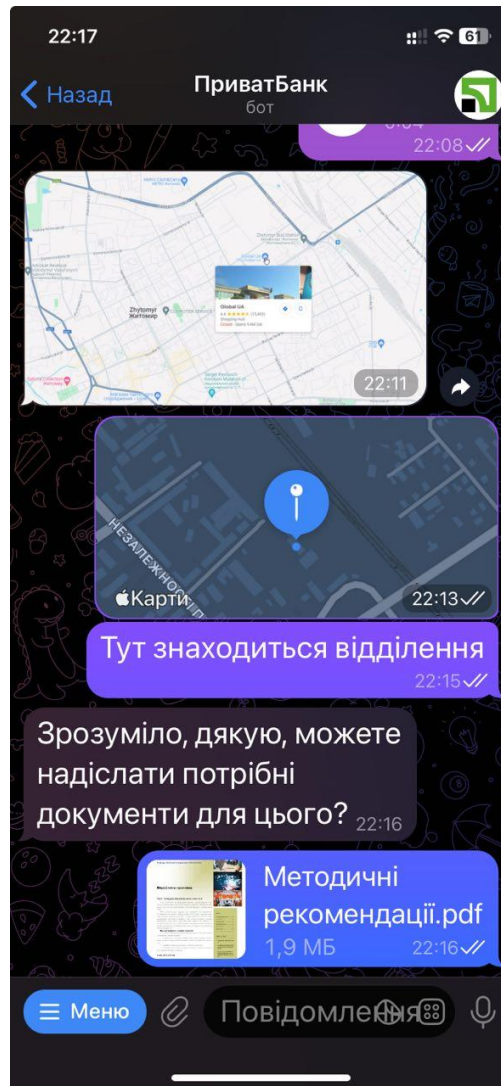 22:17
61
Назад
ПриватБанк
бот
22:08
Zhytomyr
Житомир
Global UA
22:11
НЕЗАЛЕЖНОСТІ
Карти
22:13
Тут знаходиться відділення
22:15
Зрозуміло, дякую, можете
надіслати потрібні
документи для цього?
22:16
Методичні
рекомендації.pdf
1,9 МБ
22:16
Меню
Повідомлення